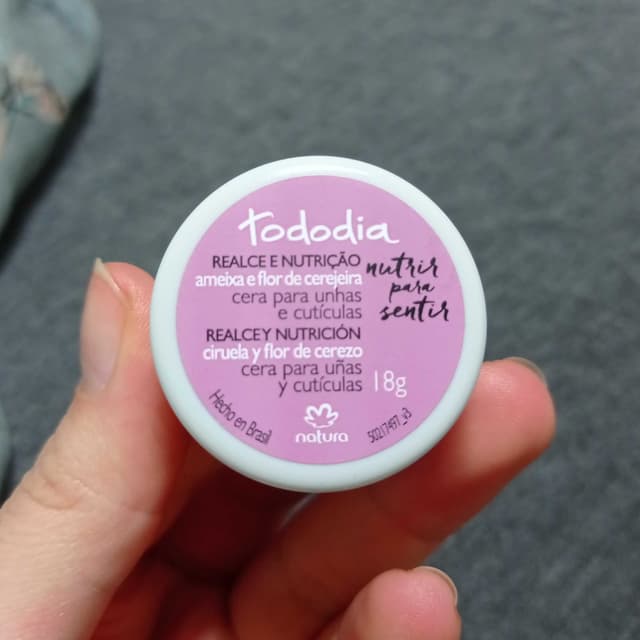 tododia
REALCE E NUTRIÇÃO
ameixa e flor de cerejeira
cera para unhas
e cutículas
nutrir
para
sentir
REALCE Y NUTRICIÓN
ciruela y flor de cerezo
cera para uñas
y cutículas
18g
Hecho en Brasil
natura